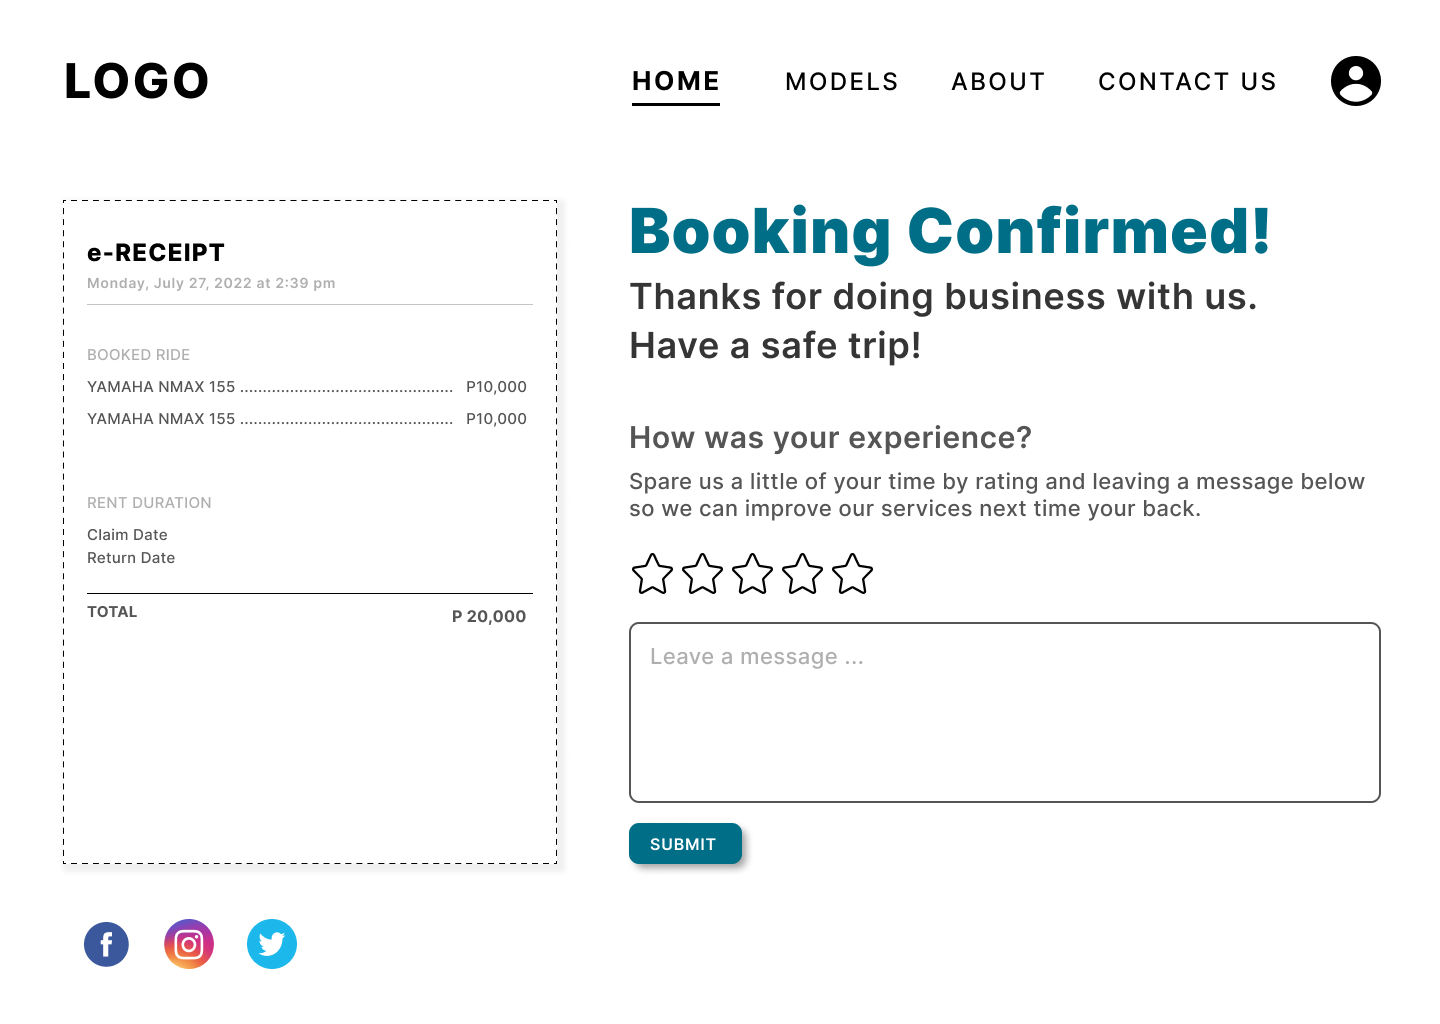 LOGO
HOME MODELS ABOUT CONTACT US
e-RECEIPT
Monday, July 27, 2022 at 2:39 pm
BOOKED RIDE
YAMAHA NMAX 155 ............................................... P10,000
YAMAHA NMAX 155 ............................................... P10,000
RENT DURATION
Claim Date
Return Date
TOTAL P 20,000
Booking Confirmed!
Thanks for doing business with us.
Have a safe trip!
How was your experience?
Spare us a little of your time by rating and leaving a message below
so we can improve our services next time your back.
Leave a message ...
SUBMIT